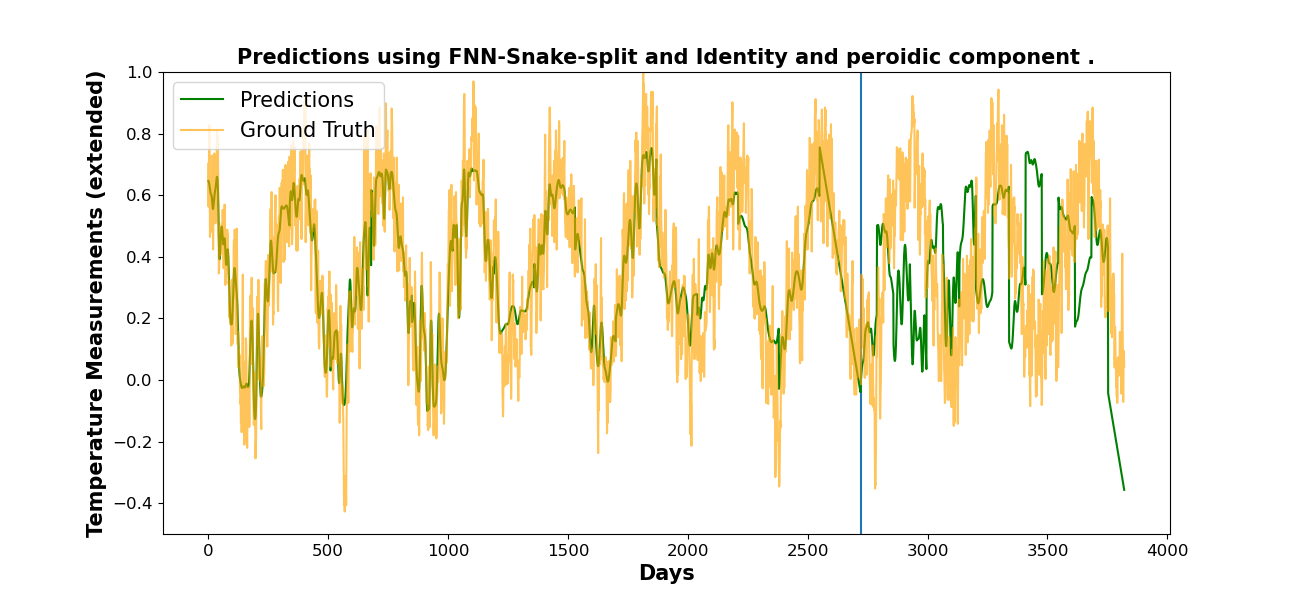 Predictions using FNN-Snake-split and Identity and peroidic component .
Temperature Measurements (extended)
1.0
0.8
0.6
0.4
0.2
0.0
−0.2
−0.4
Predictions
Ground Truth
0 500 1000 1500 2000 2500 3000 3500 4000
Days